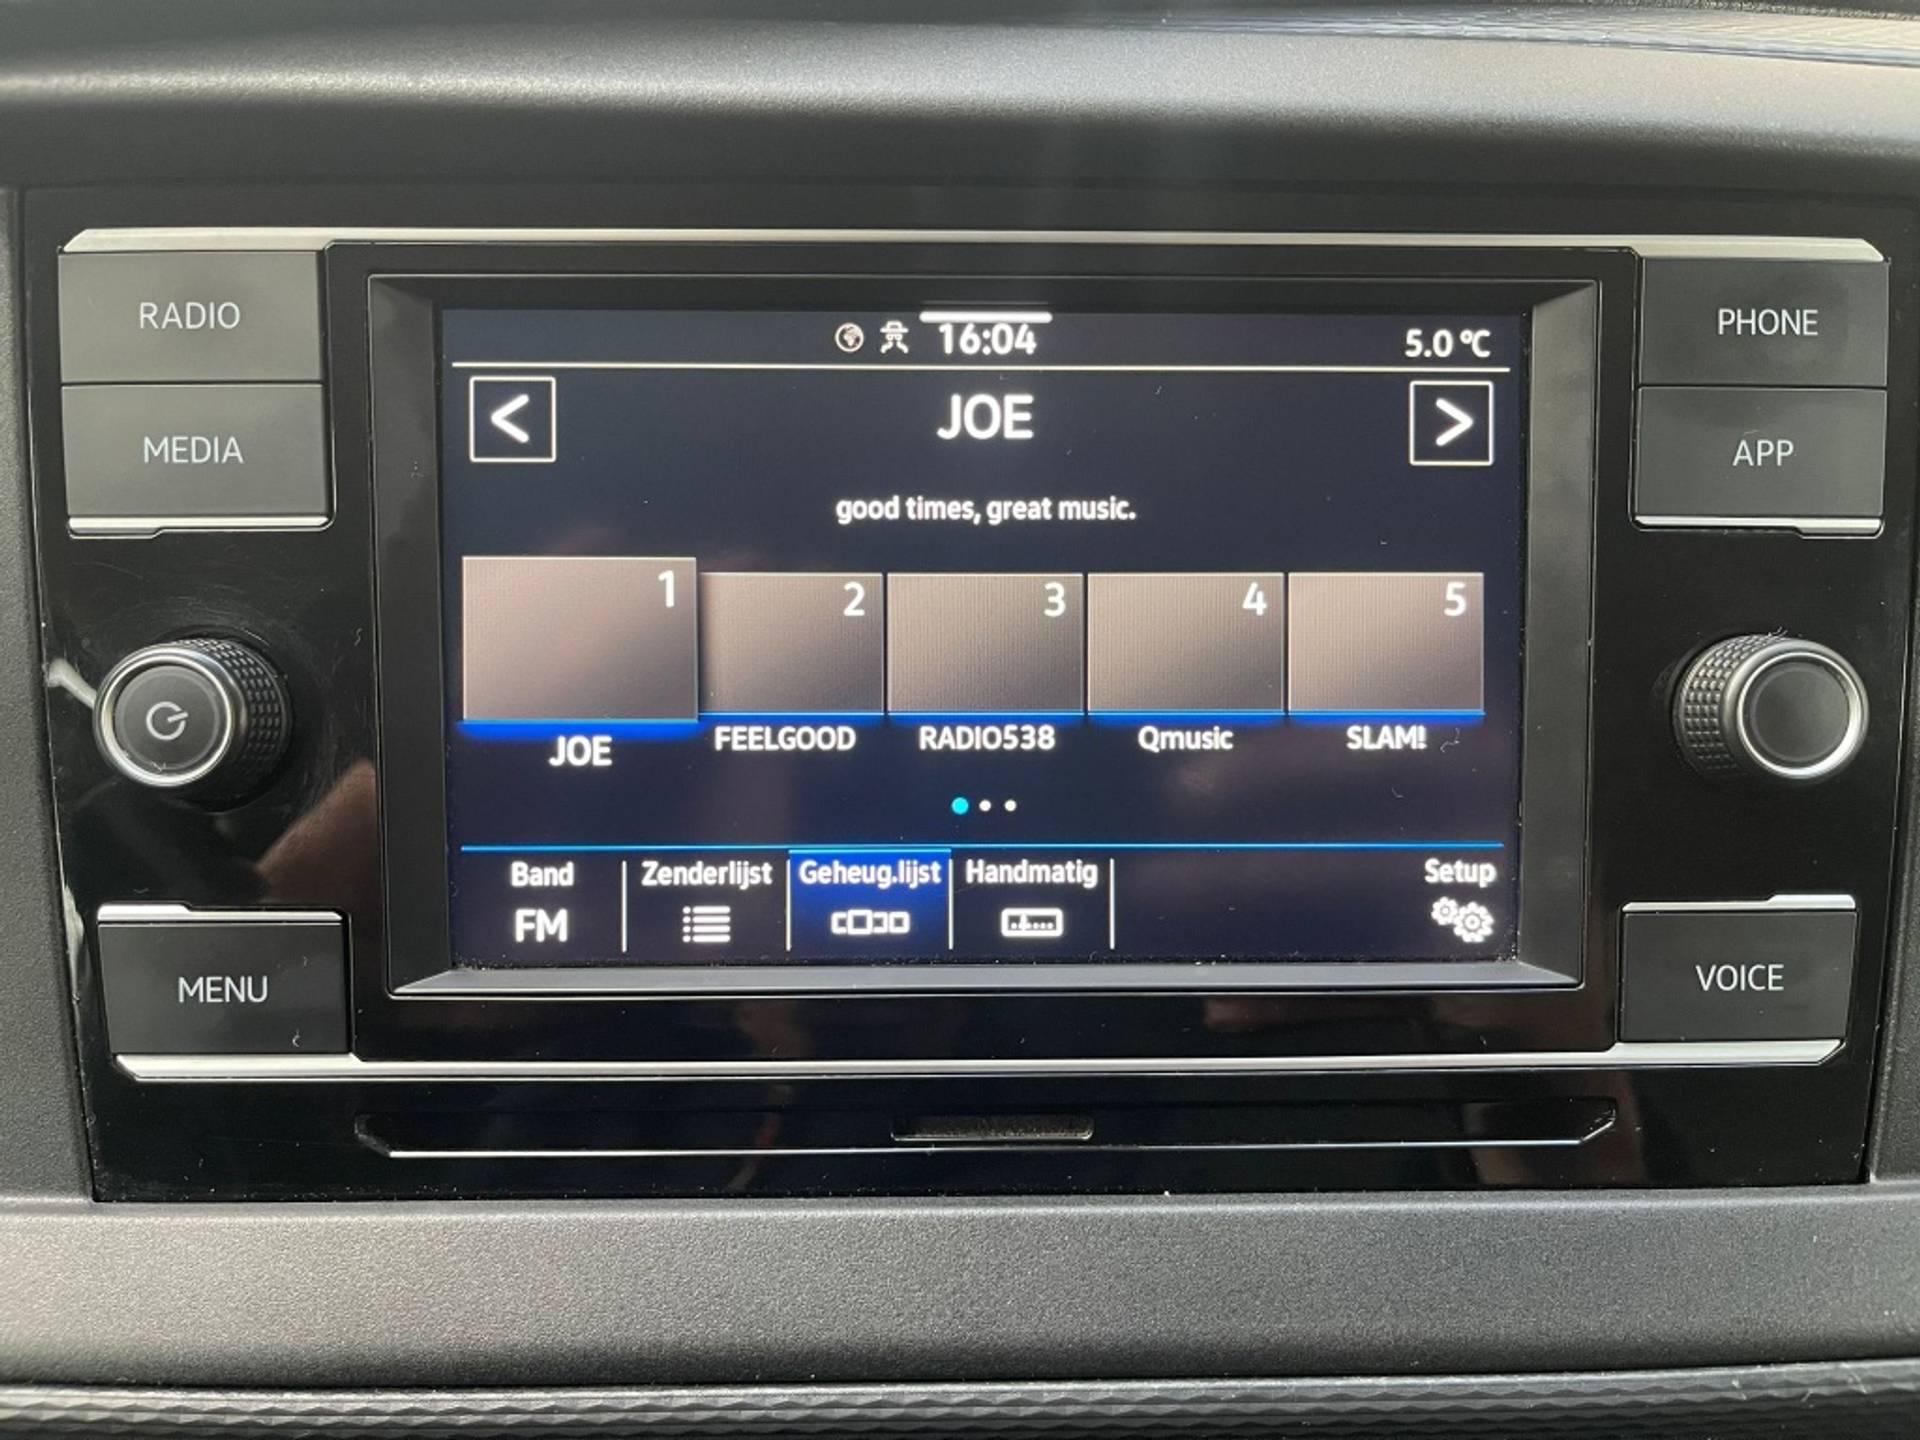 RADIO
MEDIA
MENU
16:04
5.0 °C
<
JOE
>
good times, great music.
1
2
3
4
5
JOE
FEELGOOD
RADIO538
Qmusic
SLAM!
Band
FM
Zenderlijst
Geheug.lijst
Handmatig
Setup
PHONE
APP
VOICE